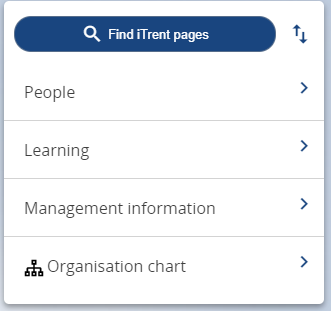 Find iTrent pages
People
Learning
Management information
Organisation chart